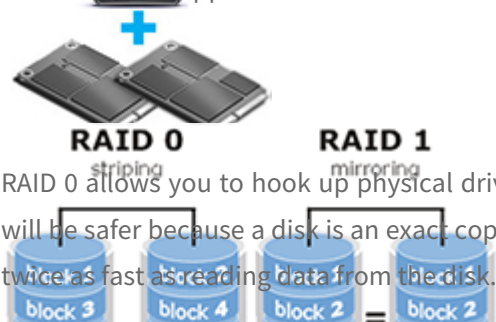 RAID 0 RAID 1
striping mirroring
RAID 0 allows you to hook up physical driv
will be safer because a disk is an exact cop
twice as fast as reading data from the disk.
block 3 block 4 block 2 = block 2